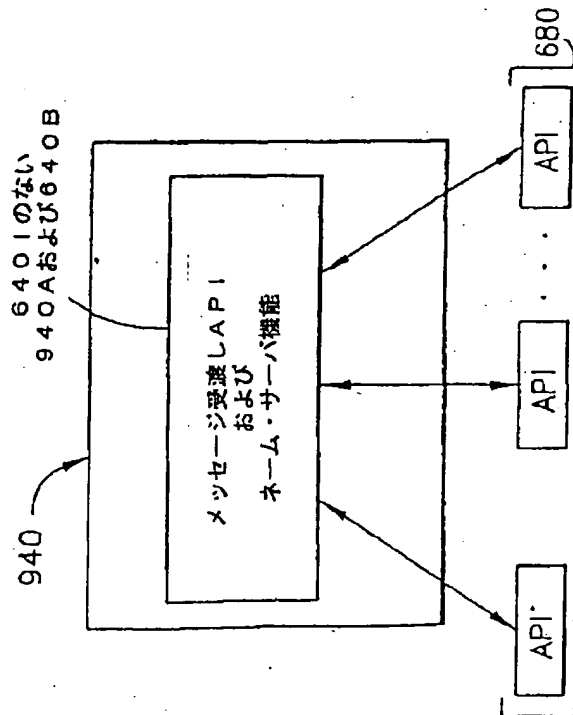 940
640Iのない
940Aおよび640B
メッセージ受渡しAPI
および
ネーム・サーバ機能
API
API
. . .
API
680